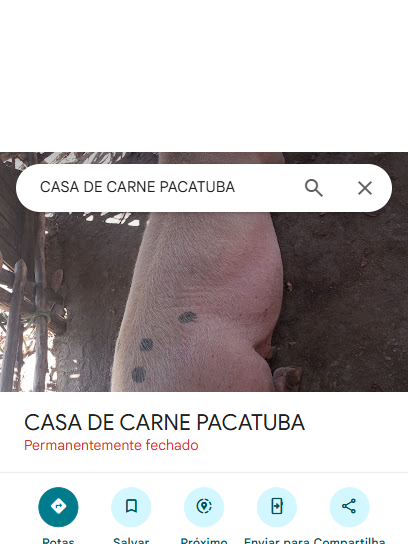 CASA DE CARNE PACATUBA
CASA DE CARNE PACATUBA
Permanentemente fechado
Rotas Salvar Próximo Enviar para Compartilha